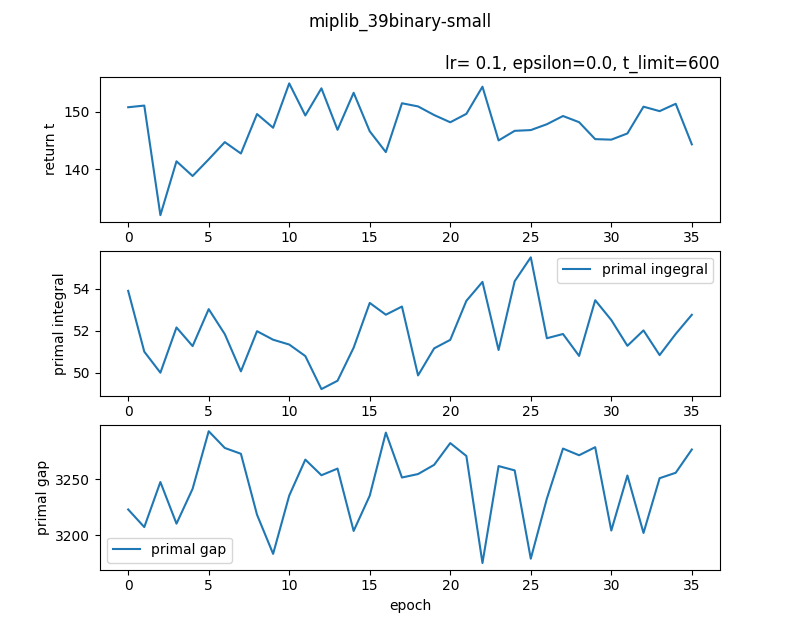 miplib_39binary-small
lr= 0.1, epsilon=0.0, t_limit=600
return t
150
140
0 5 10 15 20 25 30 35
primal integral
54
52
50
primal ingegral
0 5 10 15 20 25 30 35
primal gap
3250
3200
primal gap
0 5 10 15 20 25 30 35
epoch